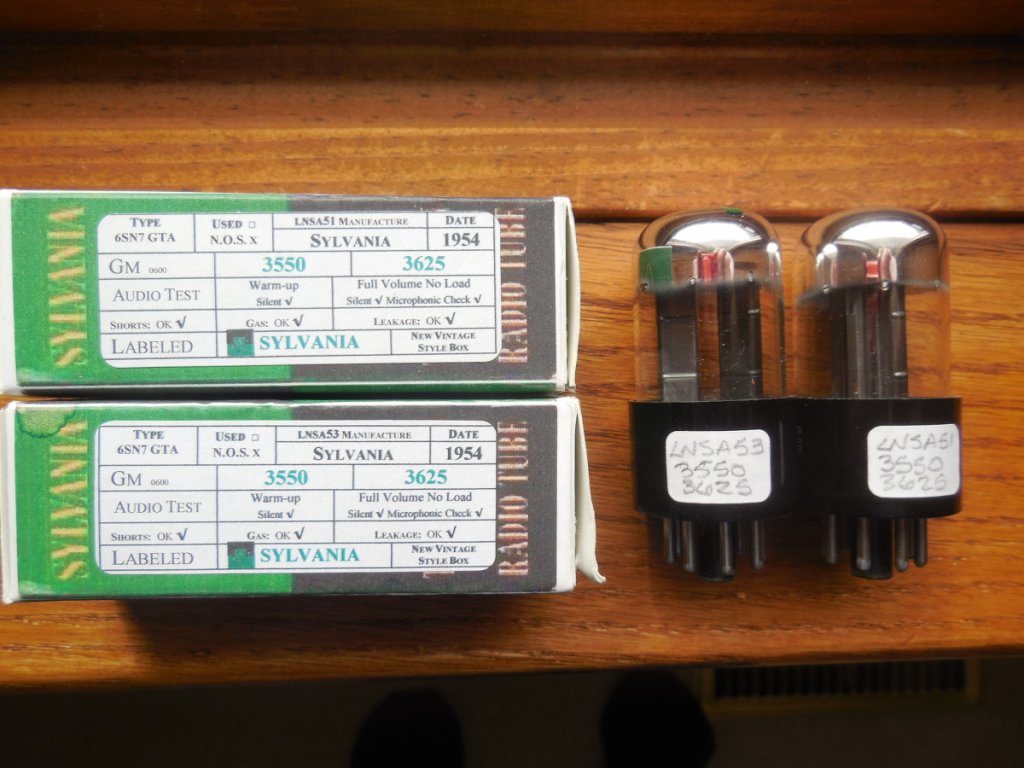 SYLVANIA
TYPE
6SN7 GTA
USED □
N.O.S. X
LNSA51 MANUFACTURE
SYLVANIA
DATE
1954
GM 0600
3550
3625
AUDIO TEST
Warm-up
Silent √
Full Volume No Load
Silent √ Microphonic Check √
SHORTS: OK √
GAS: OK √
LEAKAGE: OK √
LABELED
SYLVANIA
NEW VINTAGE
STYLE BOX
RADIO TUBE
SYLVANIA
TYPE
6SN7 GTA
USED □
N.O.S. X
LNSA53 MANUFACTURE
SYLVANIA
DATE
1954
GM 0600
3550
3625
AUDIO TEST
Warm-up
Silent √
Full Volume No Load
Silent √ Microphonic Check √
SHORTS: OK √
GAS: OK √
LEAKAGE: OK √
LABELED
SYLVANIA
NEW VINTAGE
STYLE BOX
RADIO TUBE
LNSA53
3550
3625
LNSA51
3550
3625